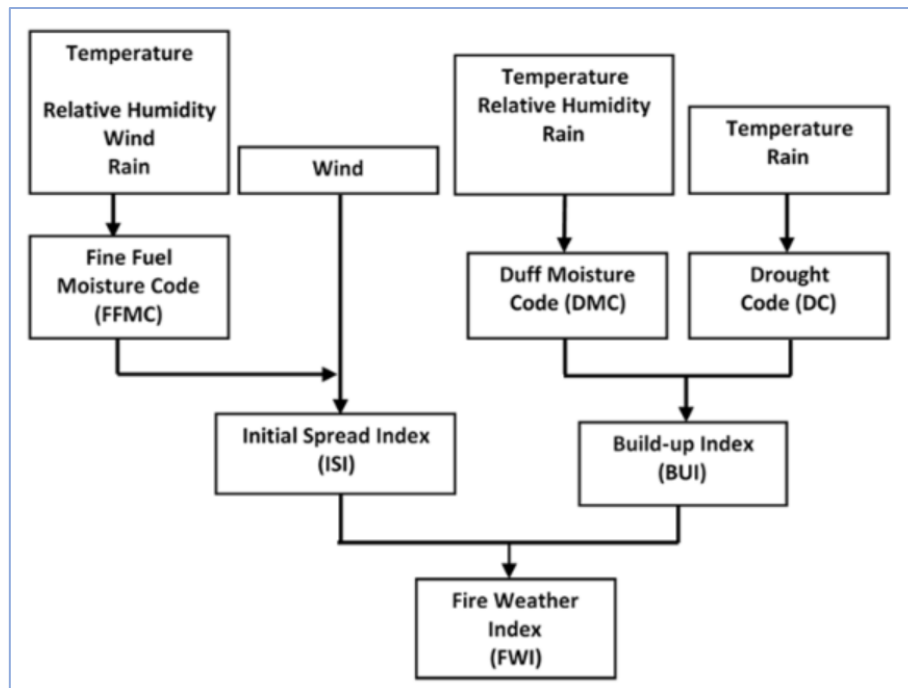 Temperature
Relative Humidity
Wind
Rain
Wind
Temperature
Relative Humidity
Rain
Temperature
Rain
Fine Fuel
Moisture Code
(FFMC)
Duff Moisture
Code (DMC)
Drought
Code (DC)
Initial Spread Index
(ISI)
Build-up Index
(BUI)
Fire Weather
Index
(FWI)